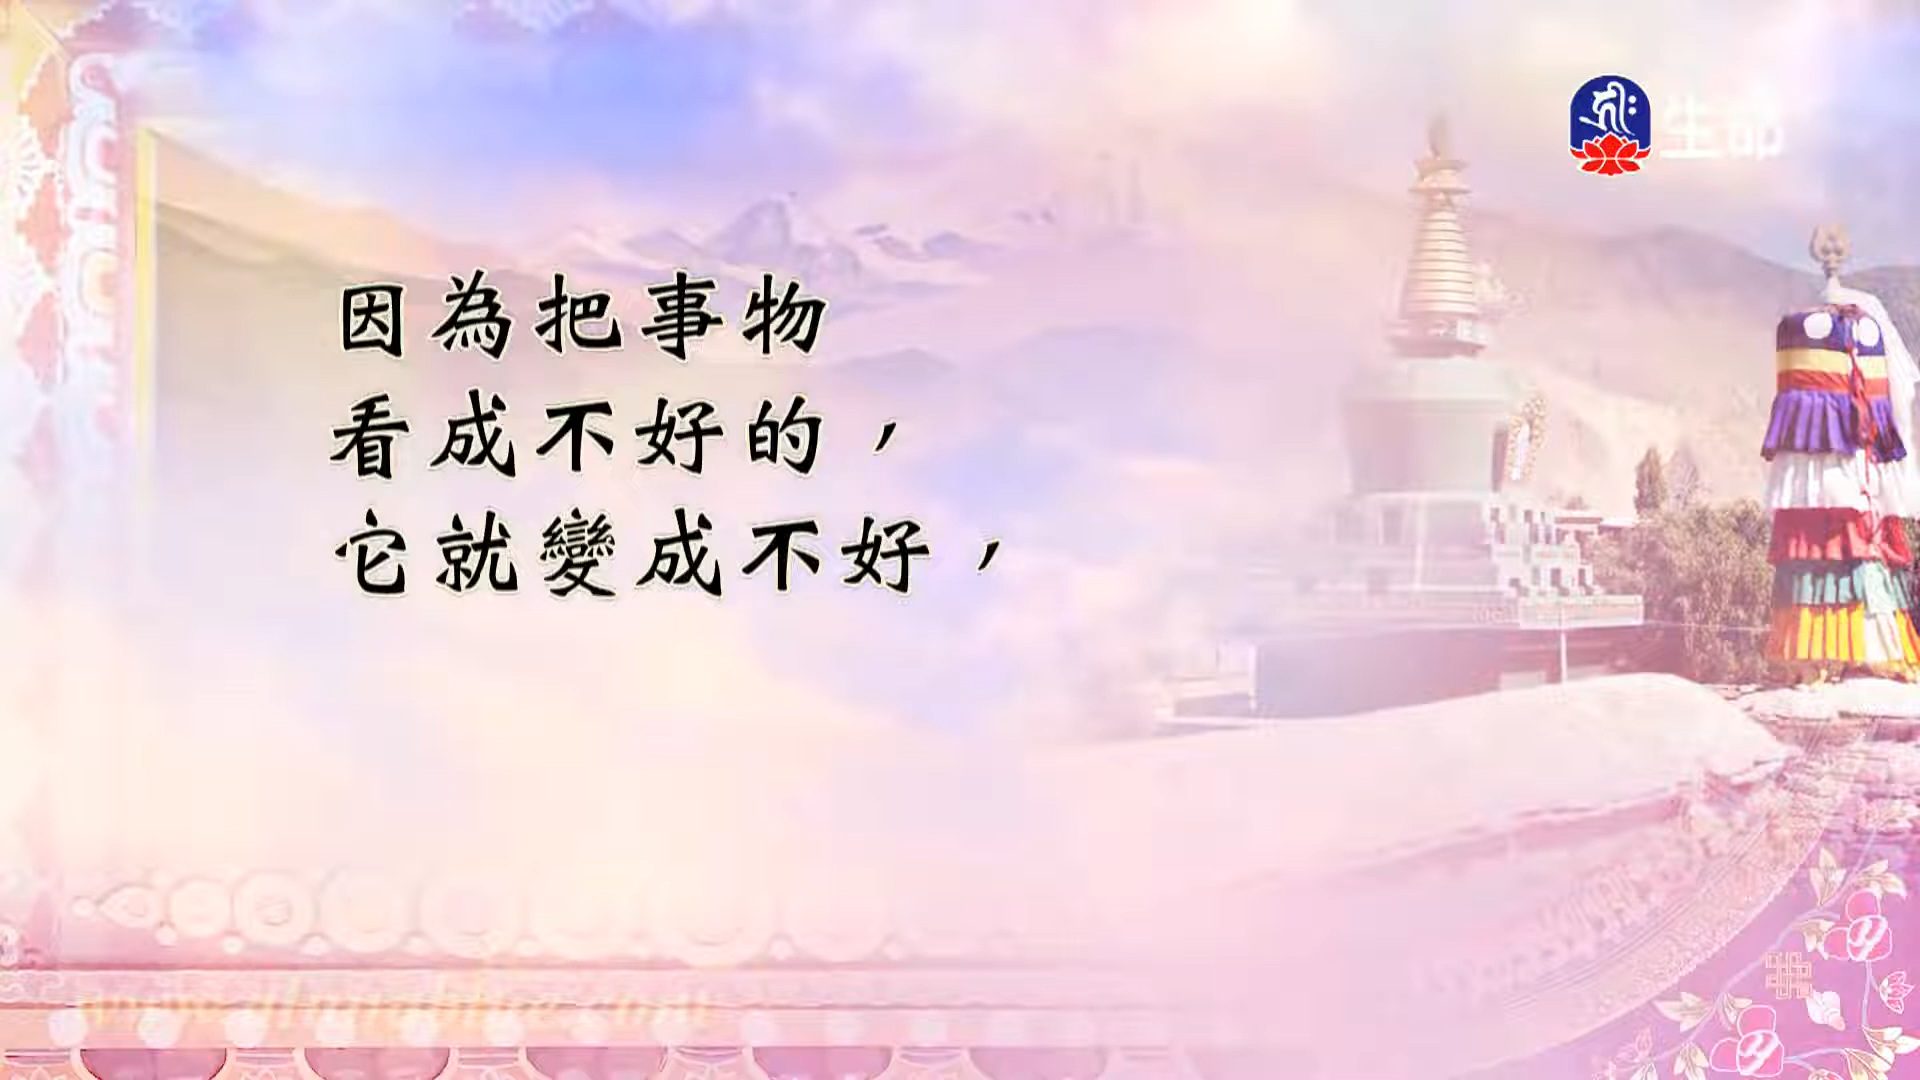 生命
因為把事物
看成不好的，
它就變成不好，